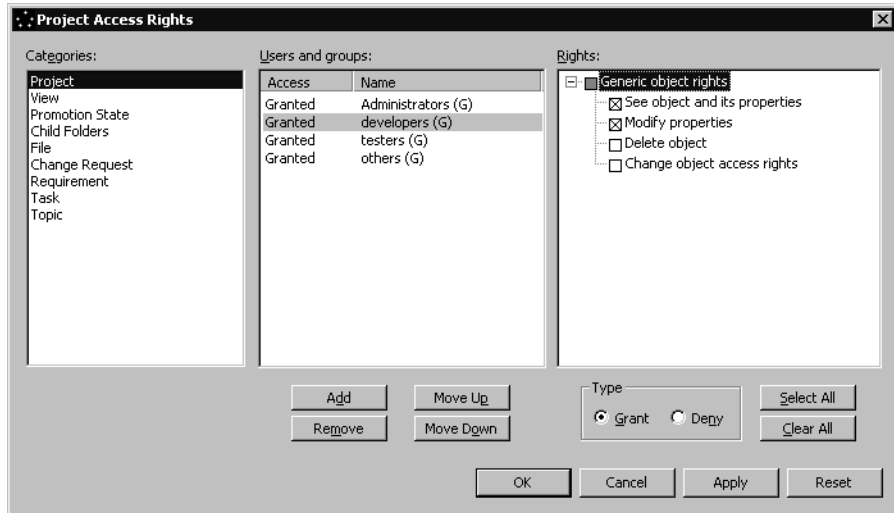 Project Access Rights
Categories:
Project
View
Promotion State
Child Folders
File
Change Request
Requirement
Task
Topic
Users and groups:
Access Name
Granted Administrators (G)
Granted developers (G)
Granted testers (G)
Granted others (G)
Add Move Up
Remove Move Down
Rights:
Generic object rights
See object and its properties
Modify properties
Delete object
Change object access rights
Type
Grant Deny
Select All
Clear All
OK Cancel Apply Reset